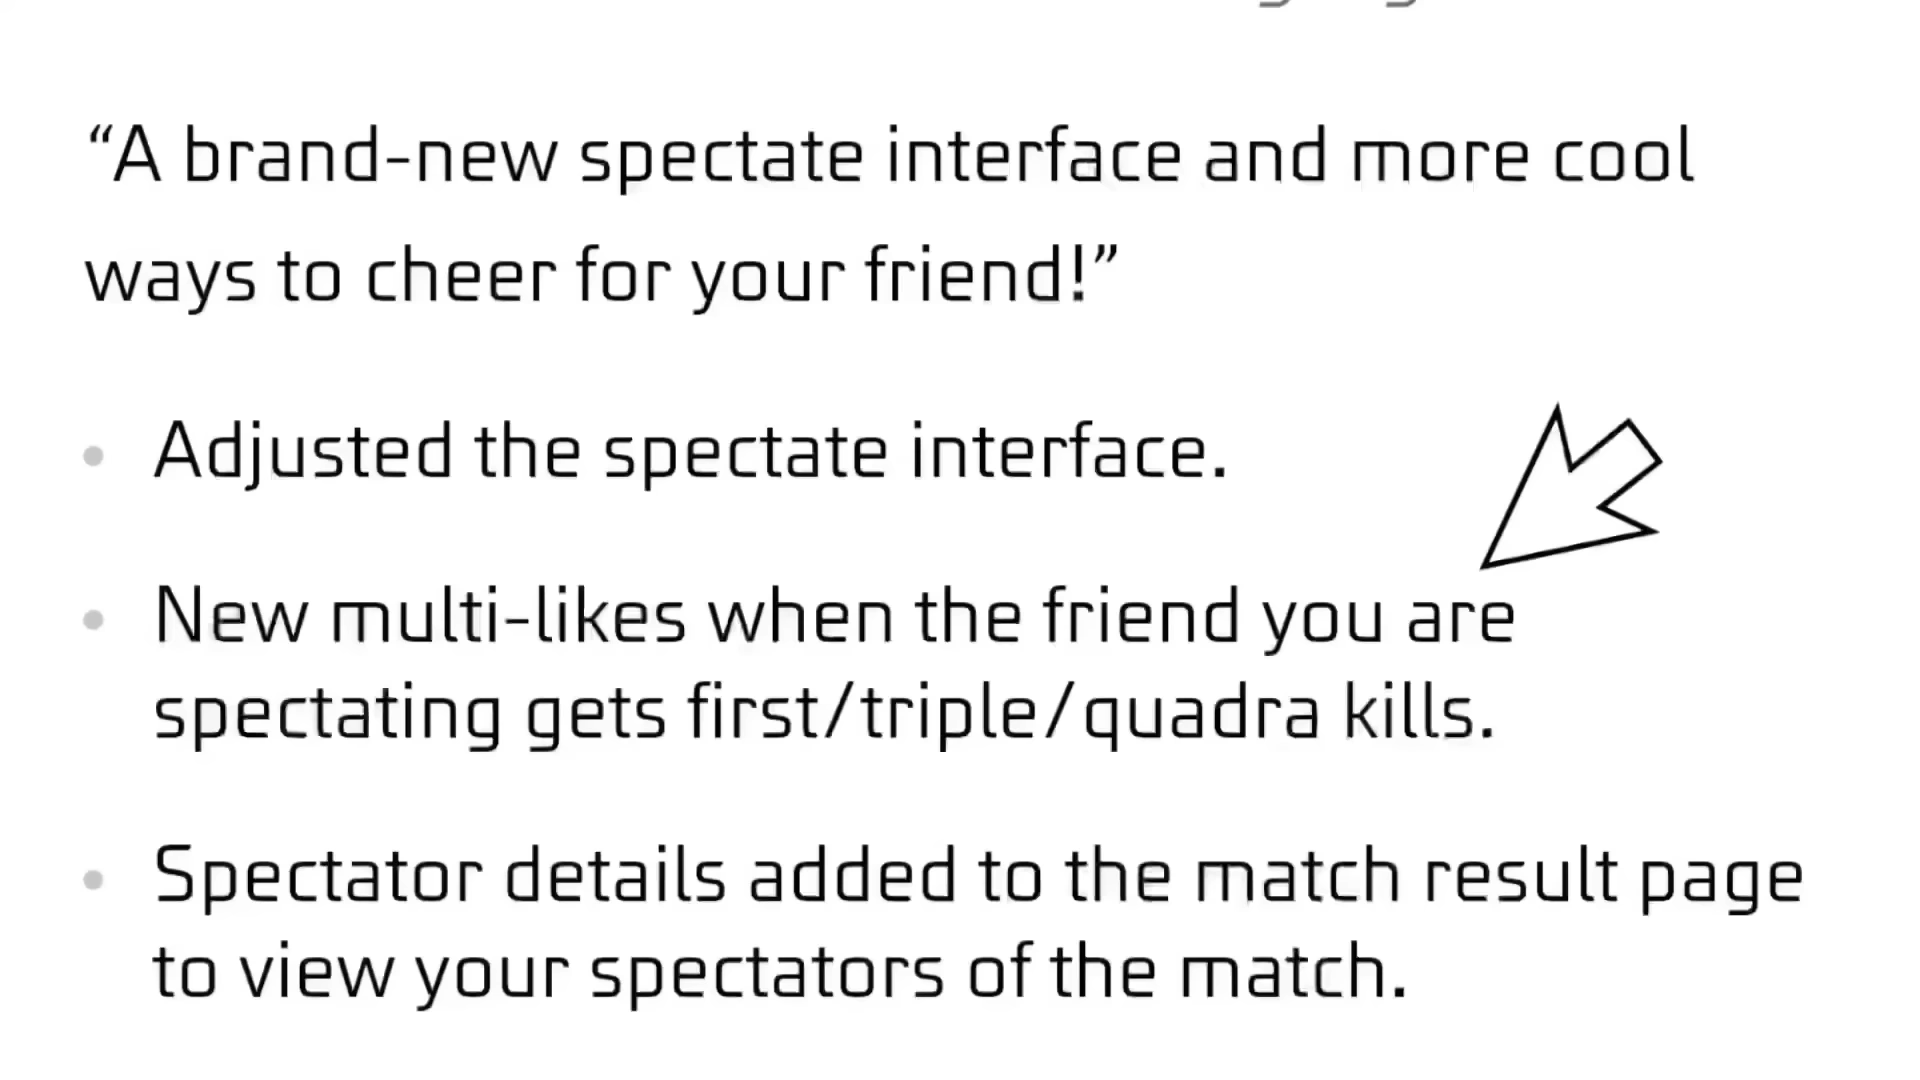 “A brand-new spectate interface and more cool
ways to cheer for your friend!”
• Adjusted the spectate interface.
• New multi-likes when the friend you are
spectating gets first/triple/quadra kills.
• Spectator details added to the match result page
to view your spectators of the match.